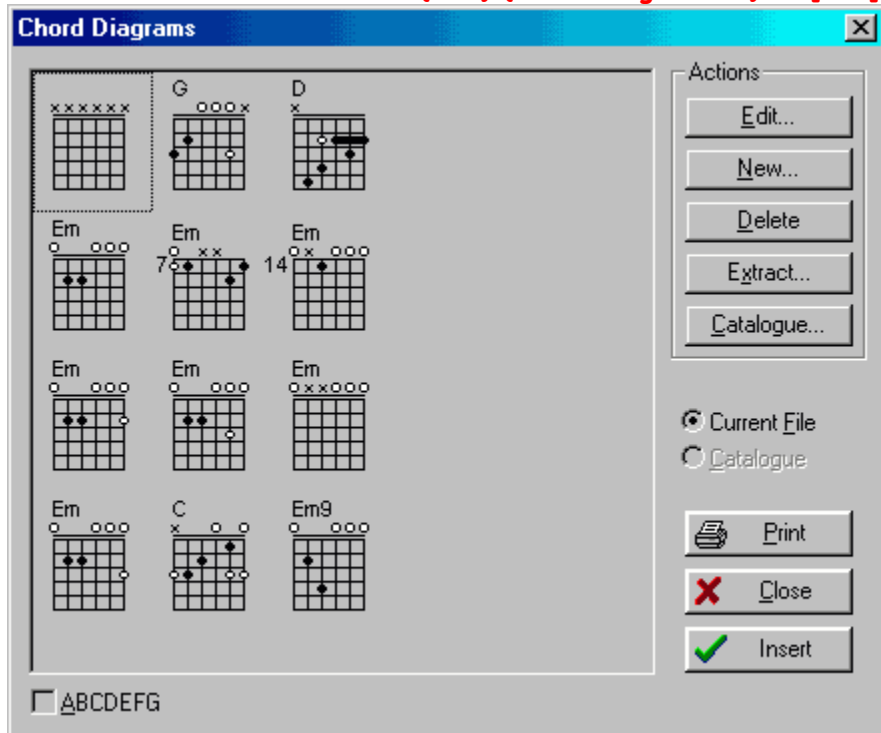 Chord Diagrams
G D
Em Em Em
7 14
Em Em Em
Em C Em9
ABCDEFG
Actions
Edit...
New...
Delete
Extract...
Catalogue...
Current File
Catalogue
Print
Close
Insert